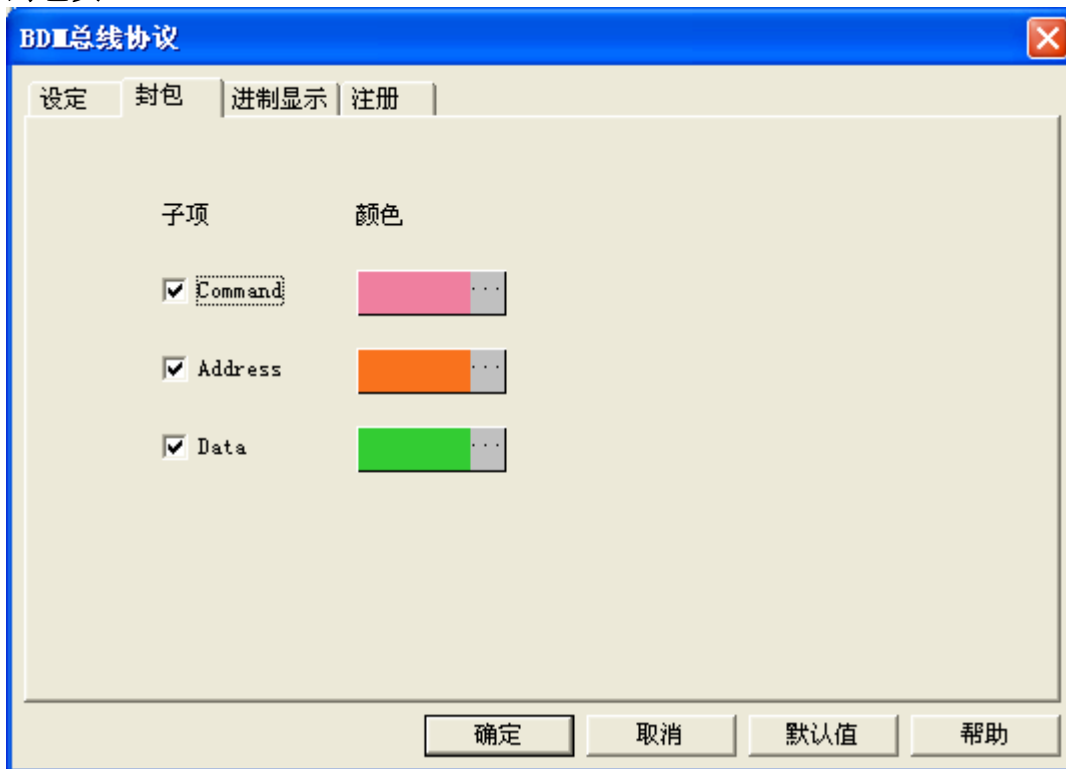 BDM总线协议
设定 封包 进制显示 注册
子项 颜色
Command ...
Address ...
Data ...
确定 取消 默认值 帮助